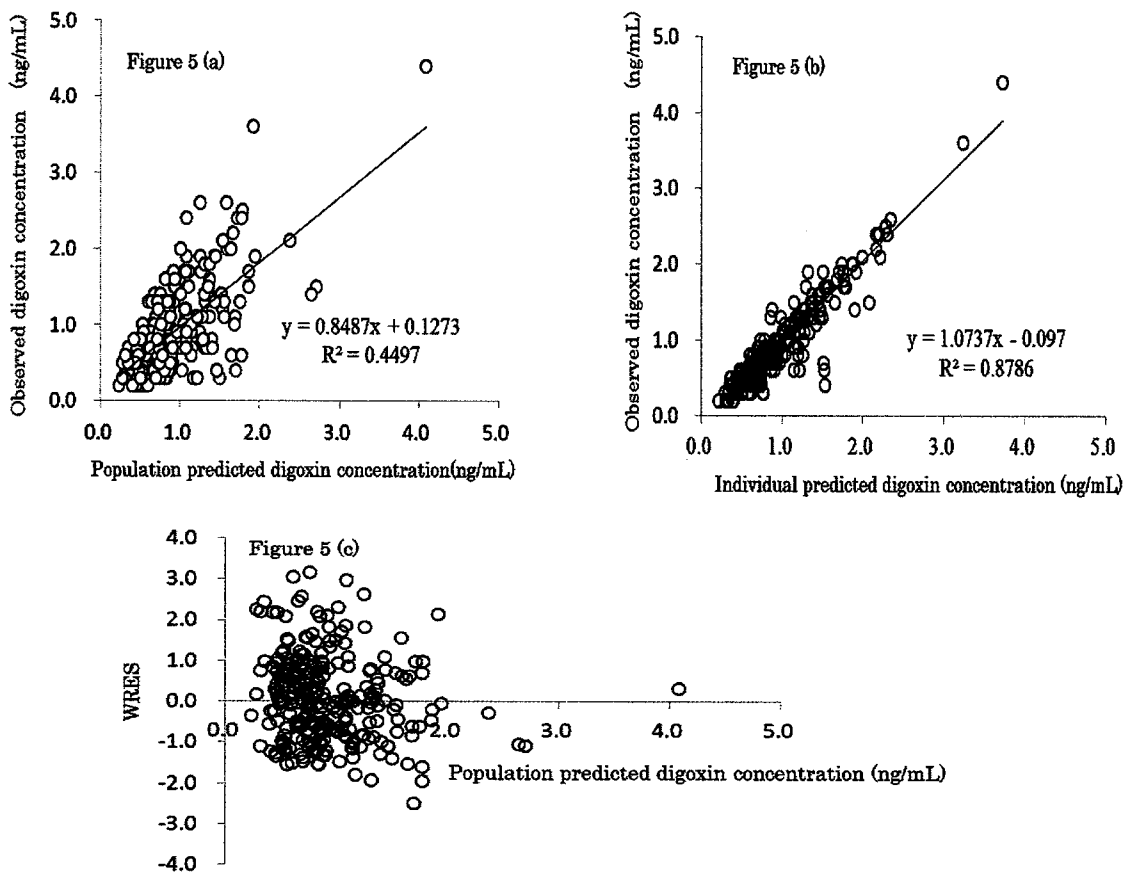 Figure 5 (a)
Observed digoxin concentration (ng/mL)
5.0
4.0
3.0
2.0
1.0
0.0
y = 0.8487x + 0.1273
R² = 0.4497
0.0 1.0 2.0 3.0 4.0 5.0
Population predicted digoxin concentration(ng/mL)
Figure 5 (b)
Observed digoxin concentration (ng/mL)
5.0
4.0
3.0
2.0
1.0
0.0
y = 1.0737x - 0.097
R² = 0.8786
0.0 1.0 2.0 3.0 4.0 5.0
Individual predicted digoxin concentration (ng/mL)
Figure 5 (c)
WRES
4.0
3.0
2.0
1.0
0.0
-1.0
-2.0
-3.0
-4.0
0.0 2.0 3.0 4.0 5.0
Population predicted digoxin concentration (ng/mL)